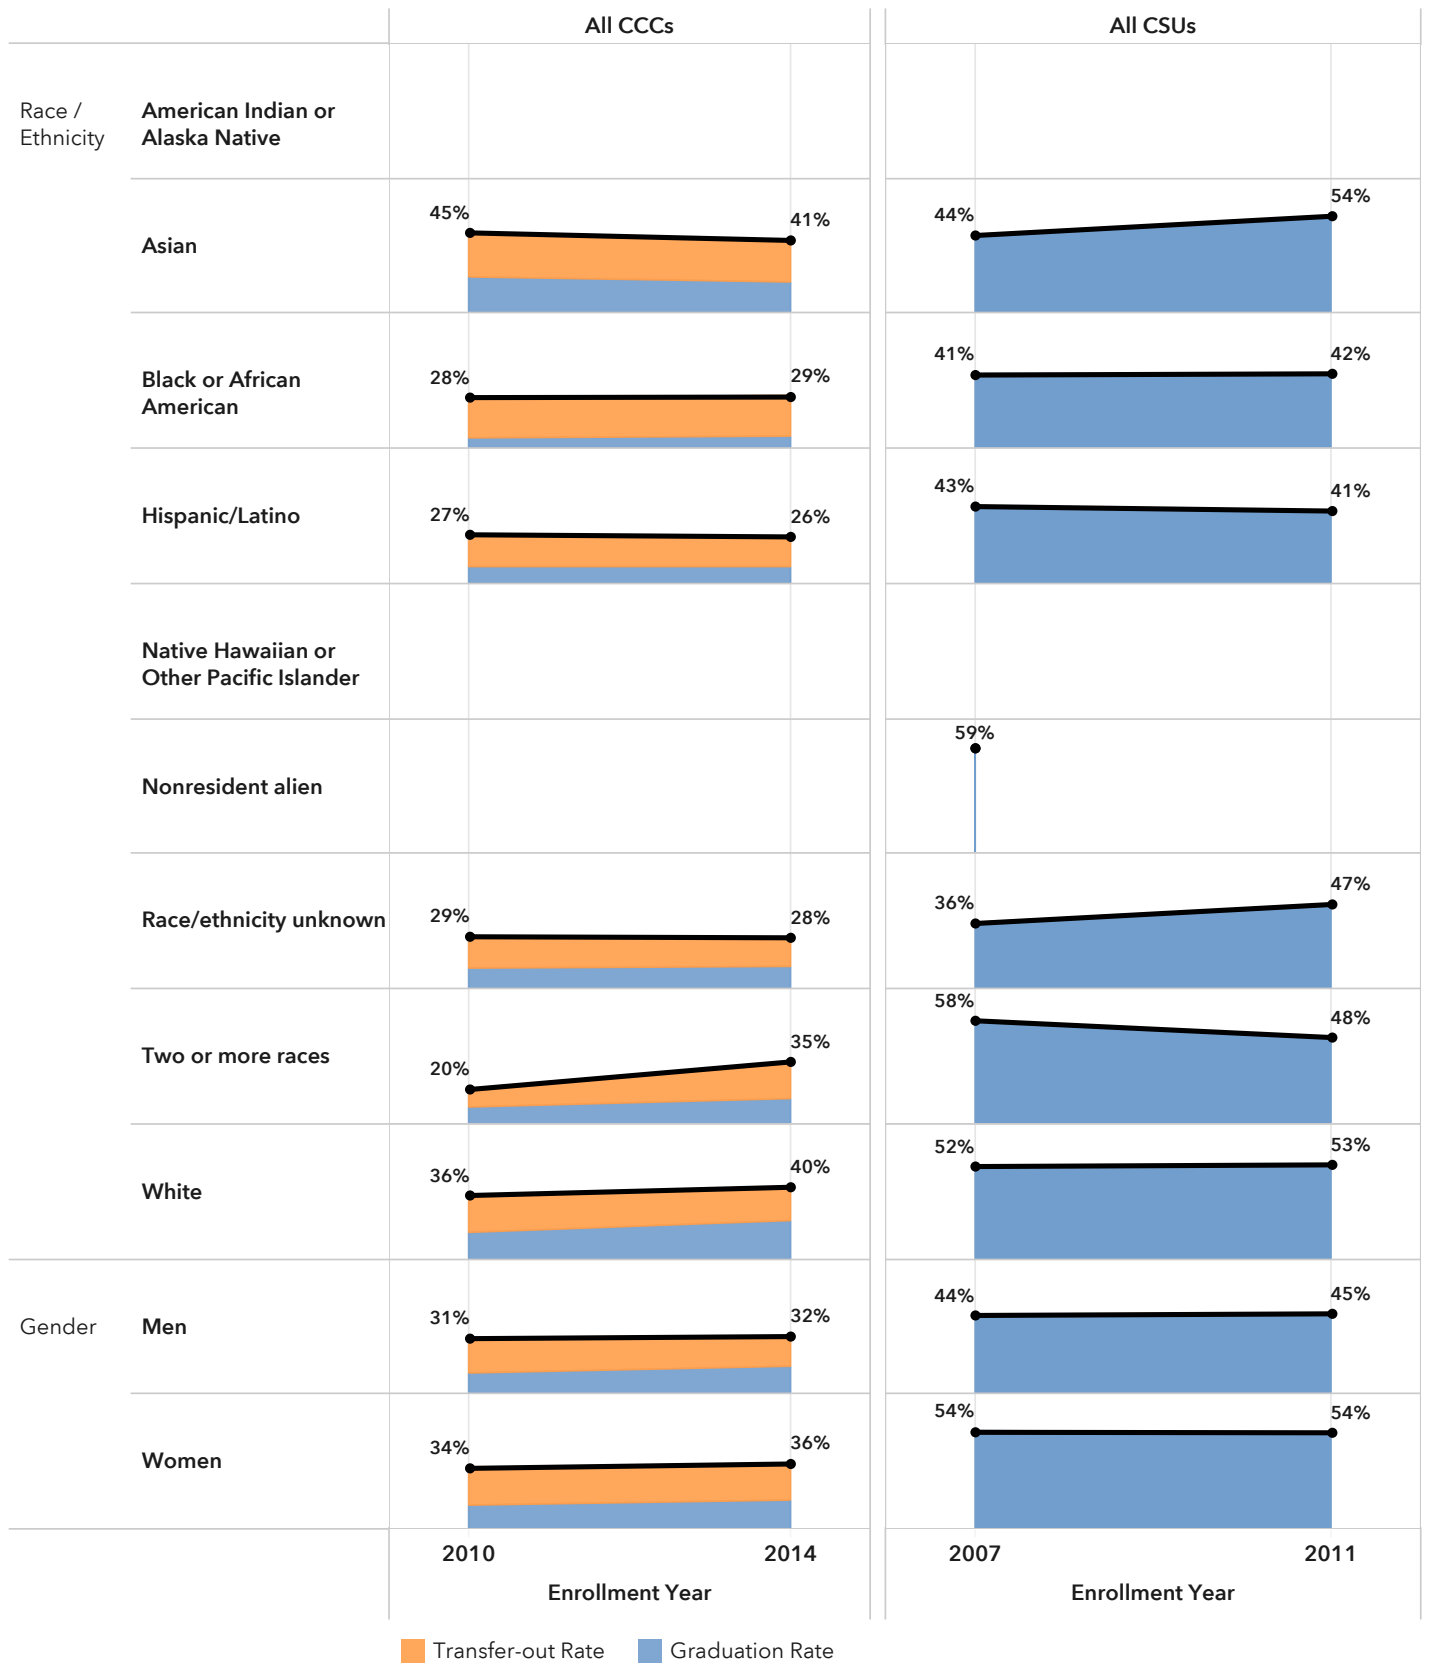 All CCCs
All CSUs
Race /
Ethnicity
American Indian or
Alaska Native
Asian
45%
41%
44%
54%
Black or African
American
28%
29%
41%
42%
Hispanic/Latino
27%
26%
43%
41%
Native Hawaiian or
Other Pacific Islander
Nonresident alien
59%
Race/ethnicity unknown
29%
28%
36%
47%
Two or more races
20%
35%
58%
48%
White
36%
40%
52%
53%
Gender
Men
31%
32%
44%
45%
Women
34%
36%
54%
54%
2010
2014
2007
2011
Enrollment Year
Enrollment Year
Transfer-out Rate
Graduation Rate